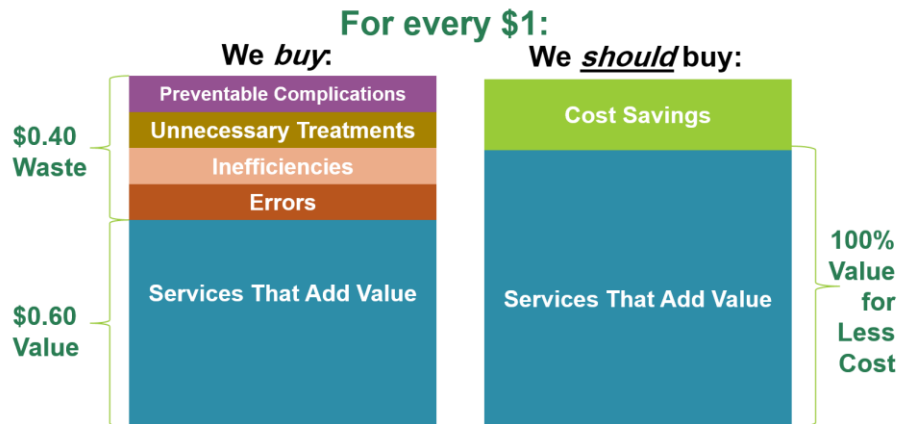 For every $1:
We buy:
We should buy:
$0.40
Waste
Preventable Complications
Unnecessary Treatments
Inefficiencies
Errors
$0.60
Value
Services That Add Value
Cost Savings
Services That Add Value
100%
Value
for
Less
Cost